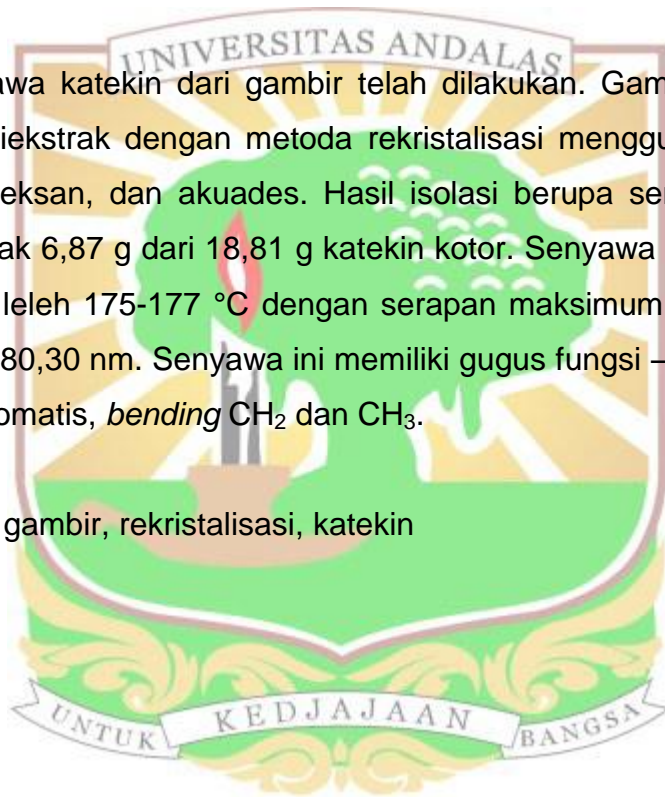 UNIVERSITAS ANDALAS
awa katekin dari gambir telah dilakukan. Gam
iekstrak dengan metoda rekristalisasi menggu
eksan, dan akuades. Hasil isolasi berupa se
ak 6,87 g dari 18,81 g katekin kotor. Senyawa
leleh 175-177 °C dengan serapan maksimum
80,30 nm. Senyawa ini memiliki gugus fungsi –
omatis, bending CH₂ dan CH₃.
gambir, rekristalisasi, katekin
UNTUK KEDJAJAAN BANGSA